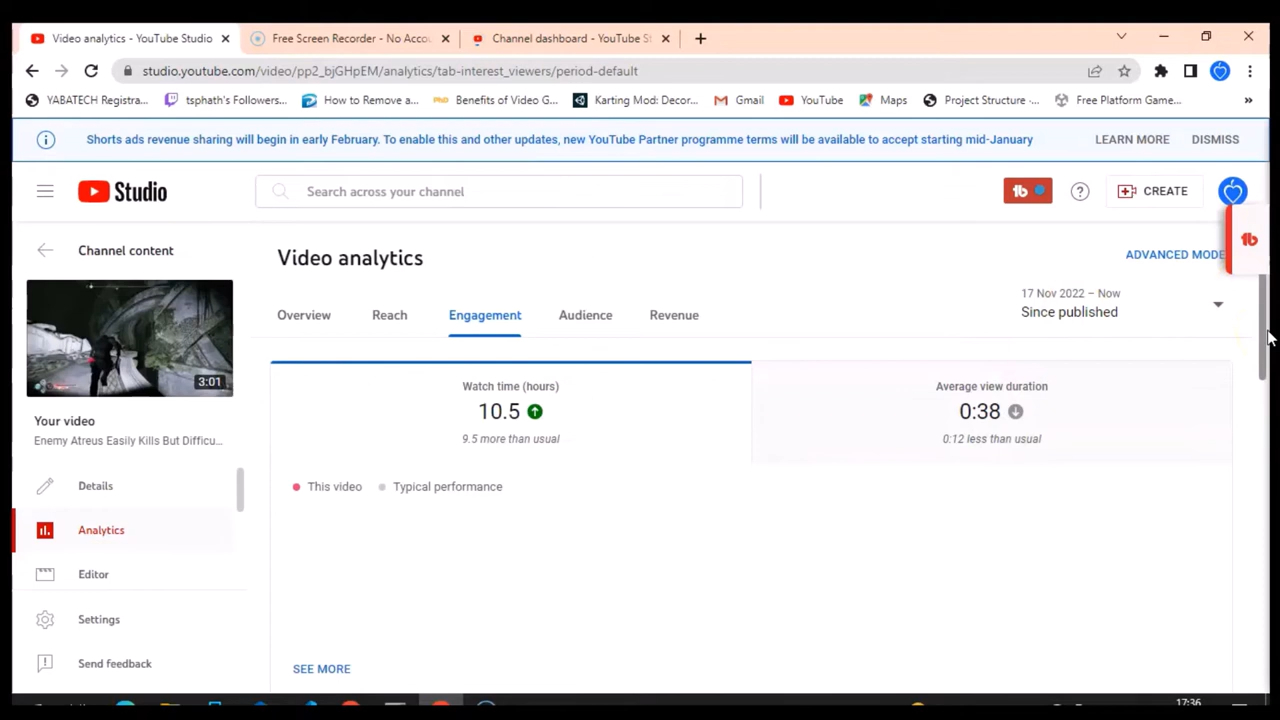 Video analytics - YouTube Studio
Free Screen Recorder - No Accou
Channel dashboard - YouTube St
studio.youtube.com/video/pp2_bjGHpEM/analytics/tab-interest_viewers/period-default
YABATECH Registra...
tsphath's Followers...
How to Remove a...
Benefits of Video G...
Karting Mod: Decor...
Gmail
YouTube
Maps
Project Structure -...
Free Platform Game...
»
Shorts ads revenue sharing will begin in early February. To enable this and other updates, new YouTube Partner programme terms will be available to accept starting mid-January
LEARN MORE
DISMISS
Studio
Search across your channel
CREATE
Channel content
Video analytics
ADVANCED MODE
Overview
Reach
Engagement
Audience
Revenue
17 Nov 2022 – Now
Since published
3:01
Your video
Enemy Atreus Easily Kills But Difficu...
Watch time (hours)
10.5
9.5 more than usual
Average view duration
0:38
0:12 less than usual
This video
Typical performance
Details
Analytics
Editor
Settings
Send feedback
SEE MORE
17:36